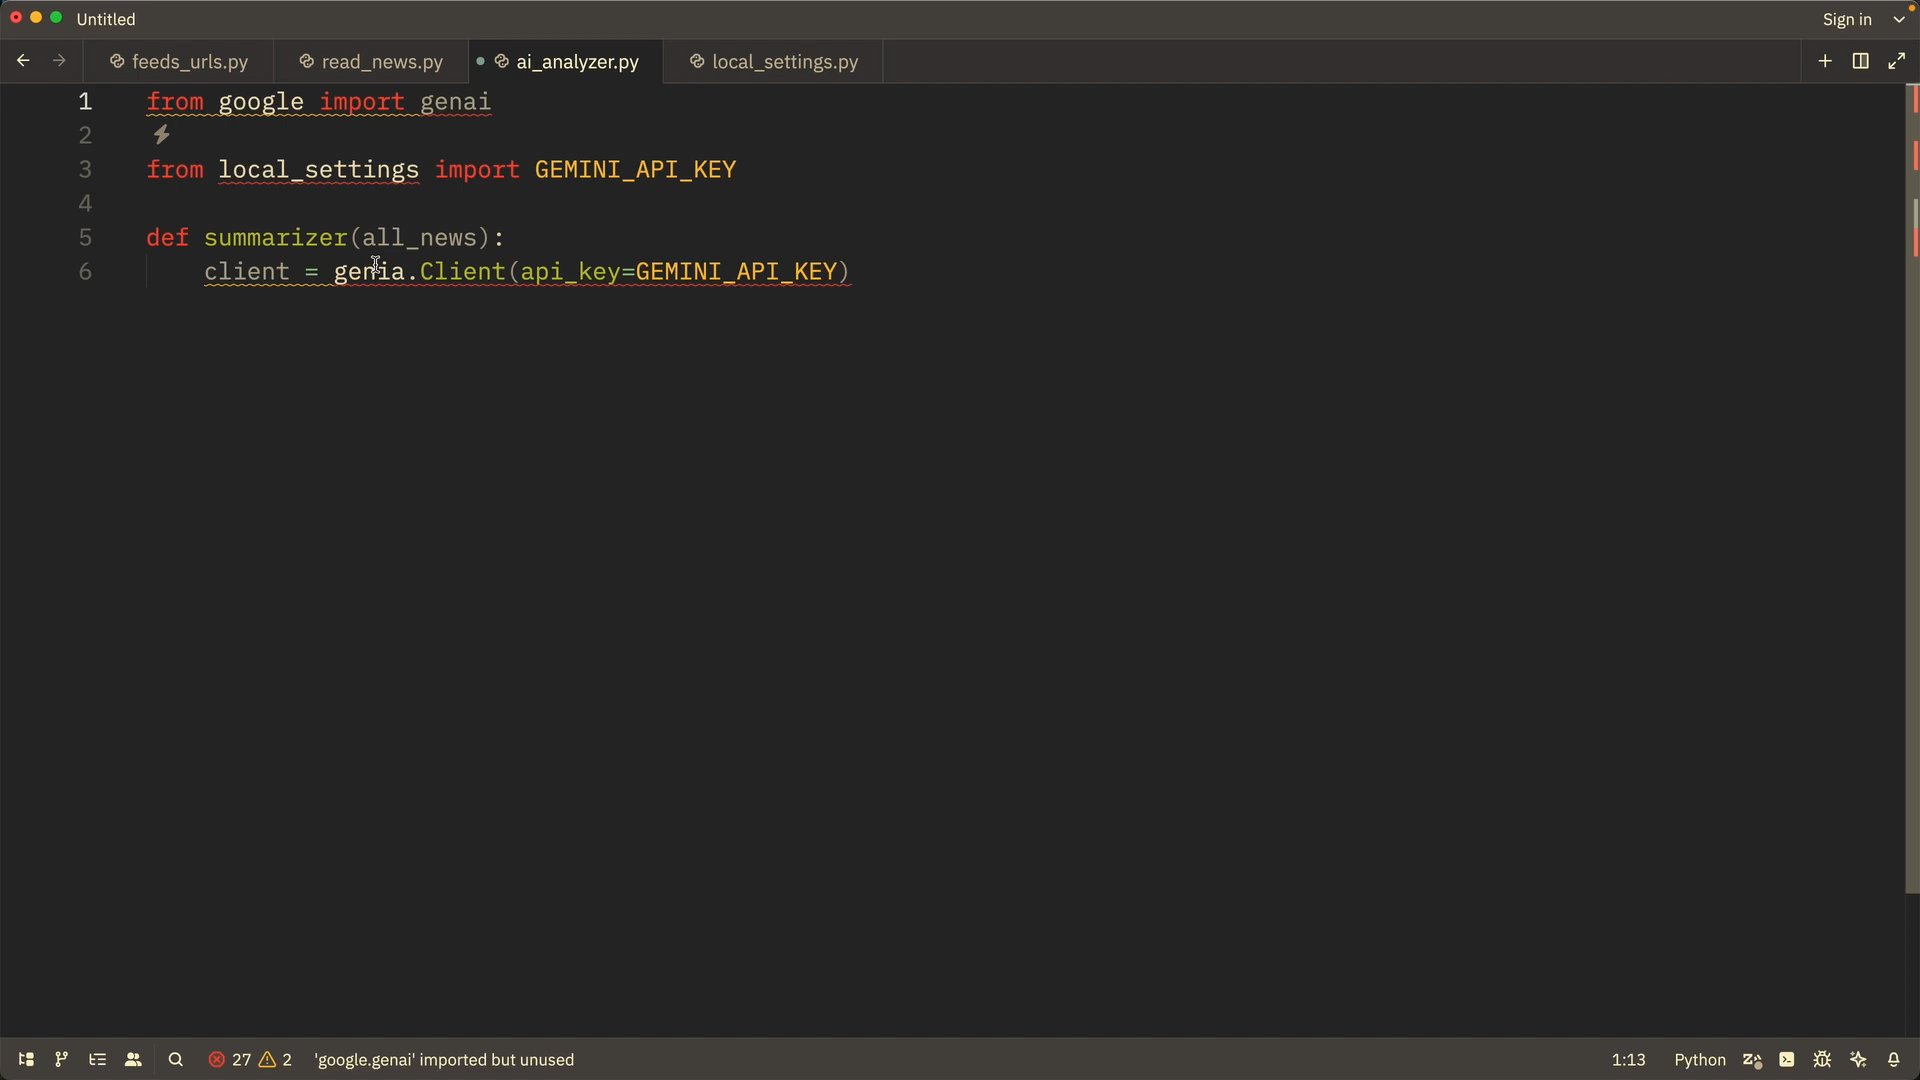 Untitled
Sign in
feeds_urls.py
read_news.py
ai_analyzer.py
local_settings.py
1 from google import genai
2
3 from local_settings import GEMINI_API_KEY
4
5 def summarizer(all_news):
6 client = genia.Client(api_key=GEMINI_API_KEY)
27 2 'google.genai' imported but unused
1:13 Python